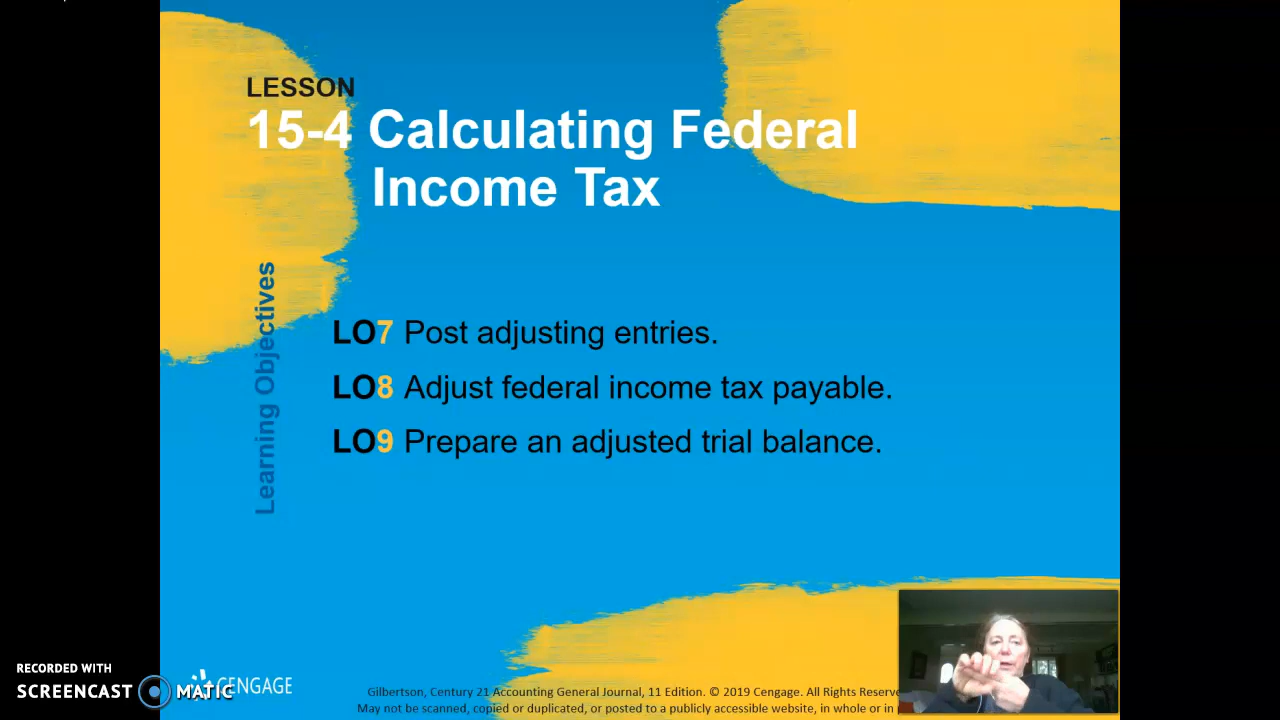 LESSON
15-4 Calculating Federal
Income Tax
Learning Objectives
LO7 Post adjusting entries.
LO8 Adjust federal income tax payable.
LO9 Prepare an adjusted trial balance.
RECORDED WITH
SCREENCAST MATIC
CENGAGE
Gilbertson, Century 21 Accounting General Journal, 11 Edition. © 2019 Cengage. All Rights Reserve
May not be scanned, copied or duplicated, or posted to a publicly accessible website, in whole or in